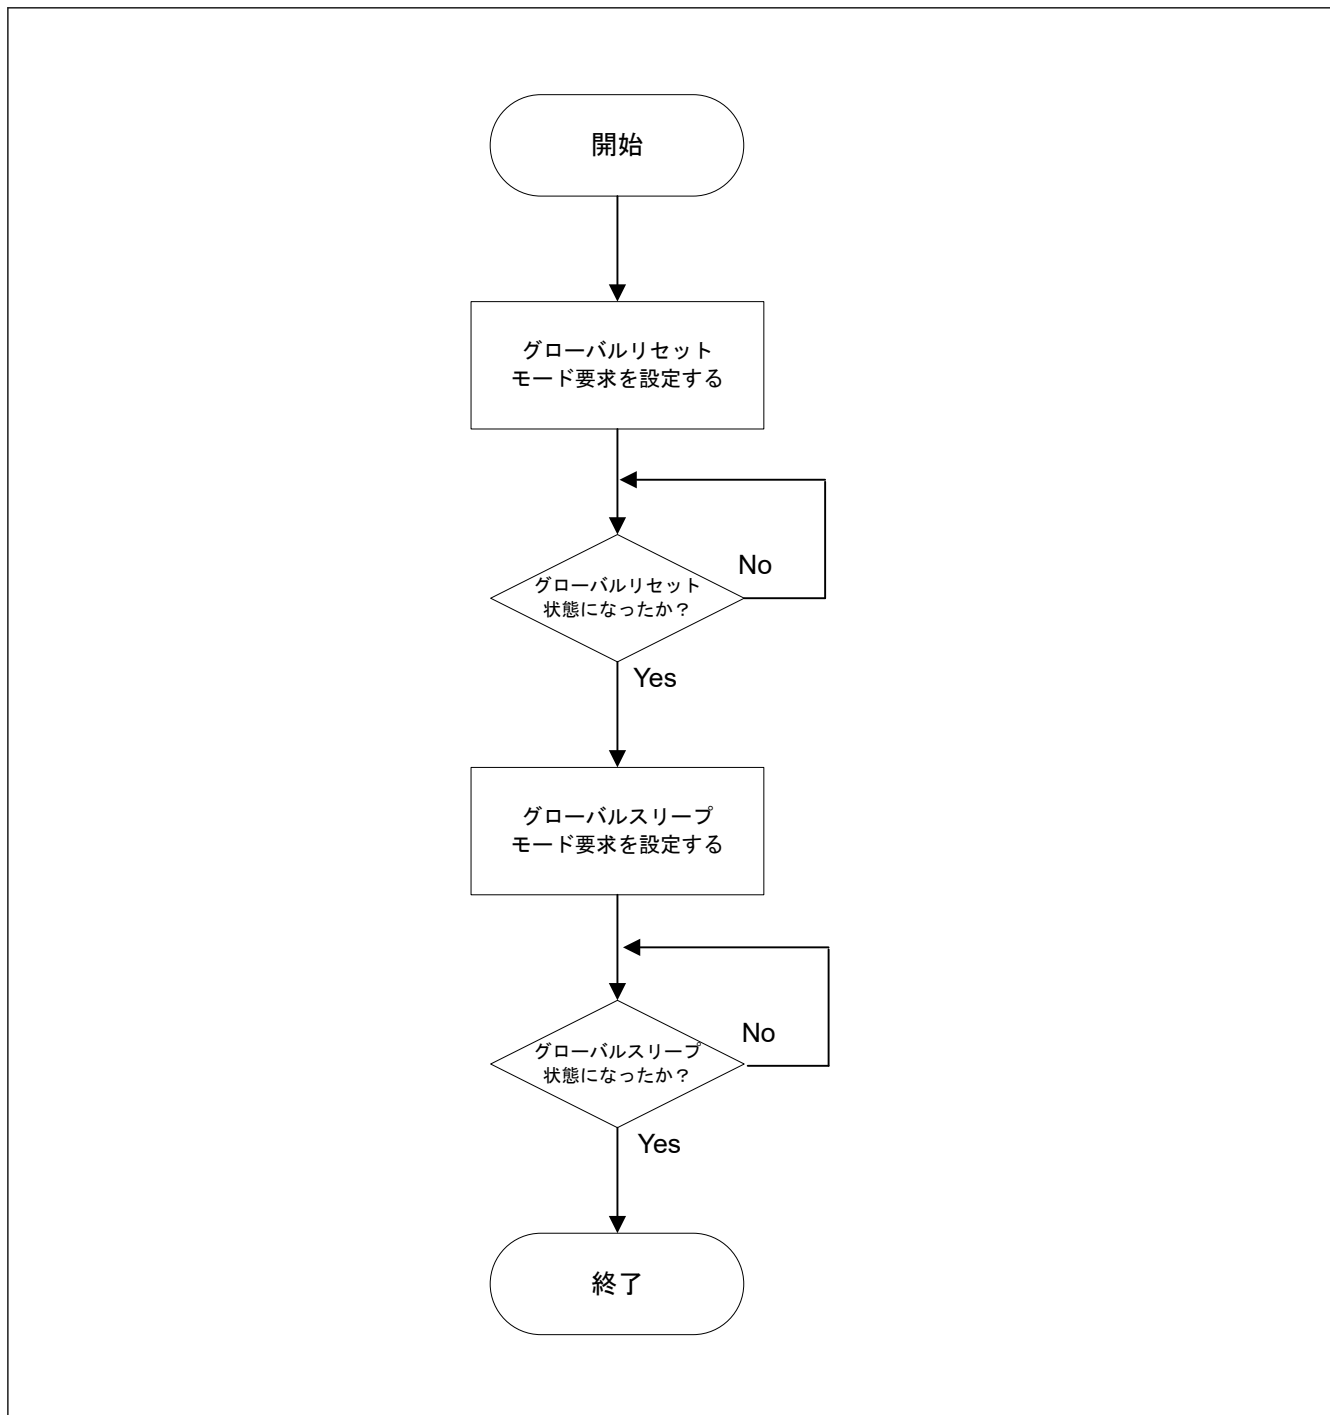 開始
グローバルリセット
モード要求を設定する
No
グローバルリセット
状態になったか？
Yes
グローバルスリープ
モード要求を設定する
No
グローバルスリープ
状態になったか？
Yes
終了